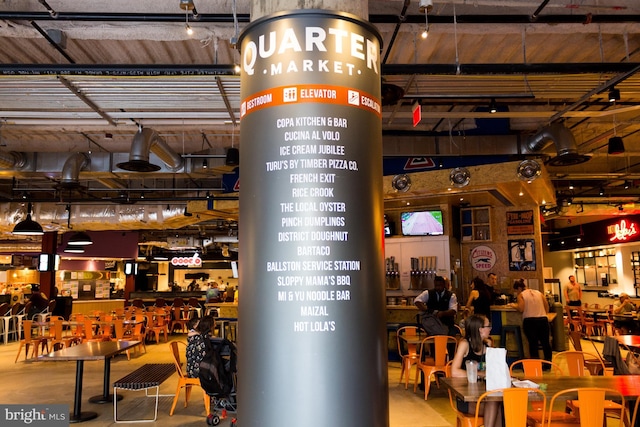 QUARTER
MARKET
RESTROOM ELEVATOR ESCALATOR
COPA KITCHEN & BAR
CUCINA AL VOLO
ICE CREAM JUBILEE
TURU'S BY TIMBER PIZZA CO.
FRENCH EXIT
RICE CROOK
THE LOCAL OYSTER
PINCH DUMPLINGS
DISTRICT DOUGHNUT
BARTACO
BALLSTON SERVICE STATION
SLOPPY MAMA'S BBQ
MI & YU NOODLE BAR
MAIZAL
HOT LOLA'S
bright MLS